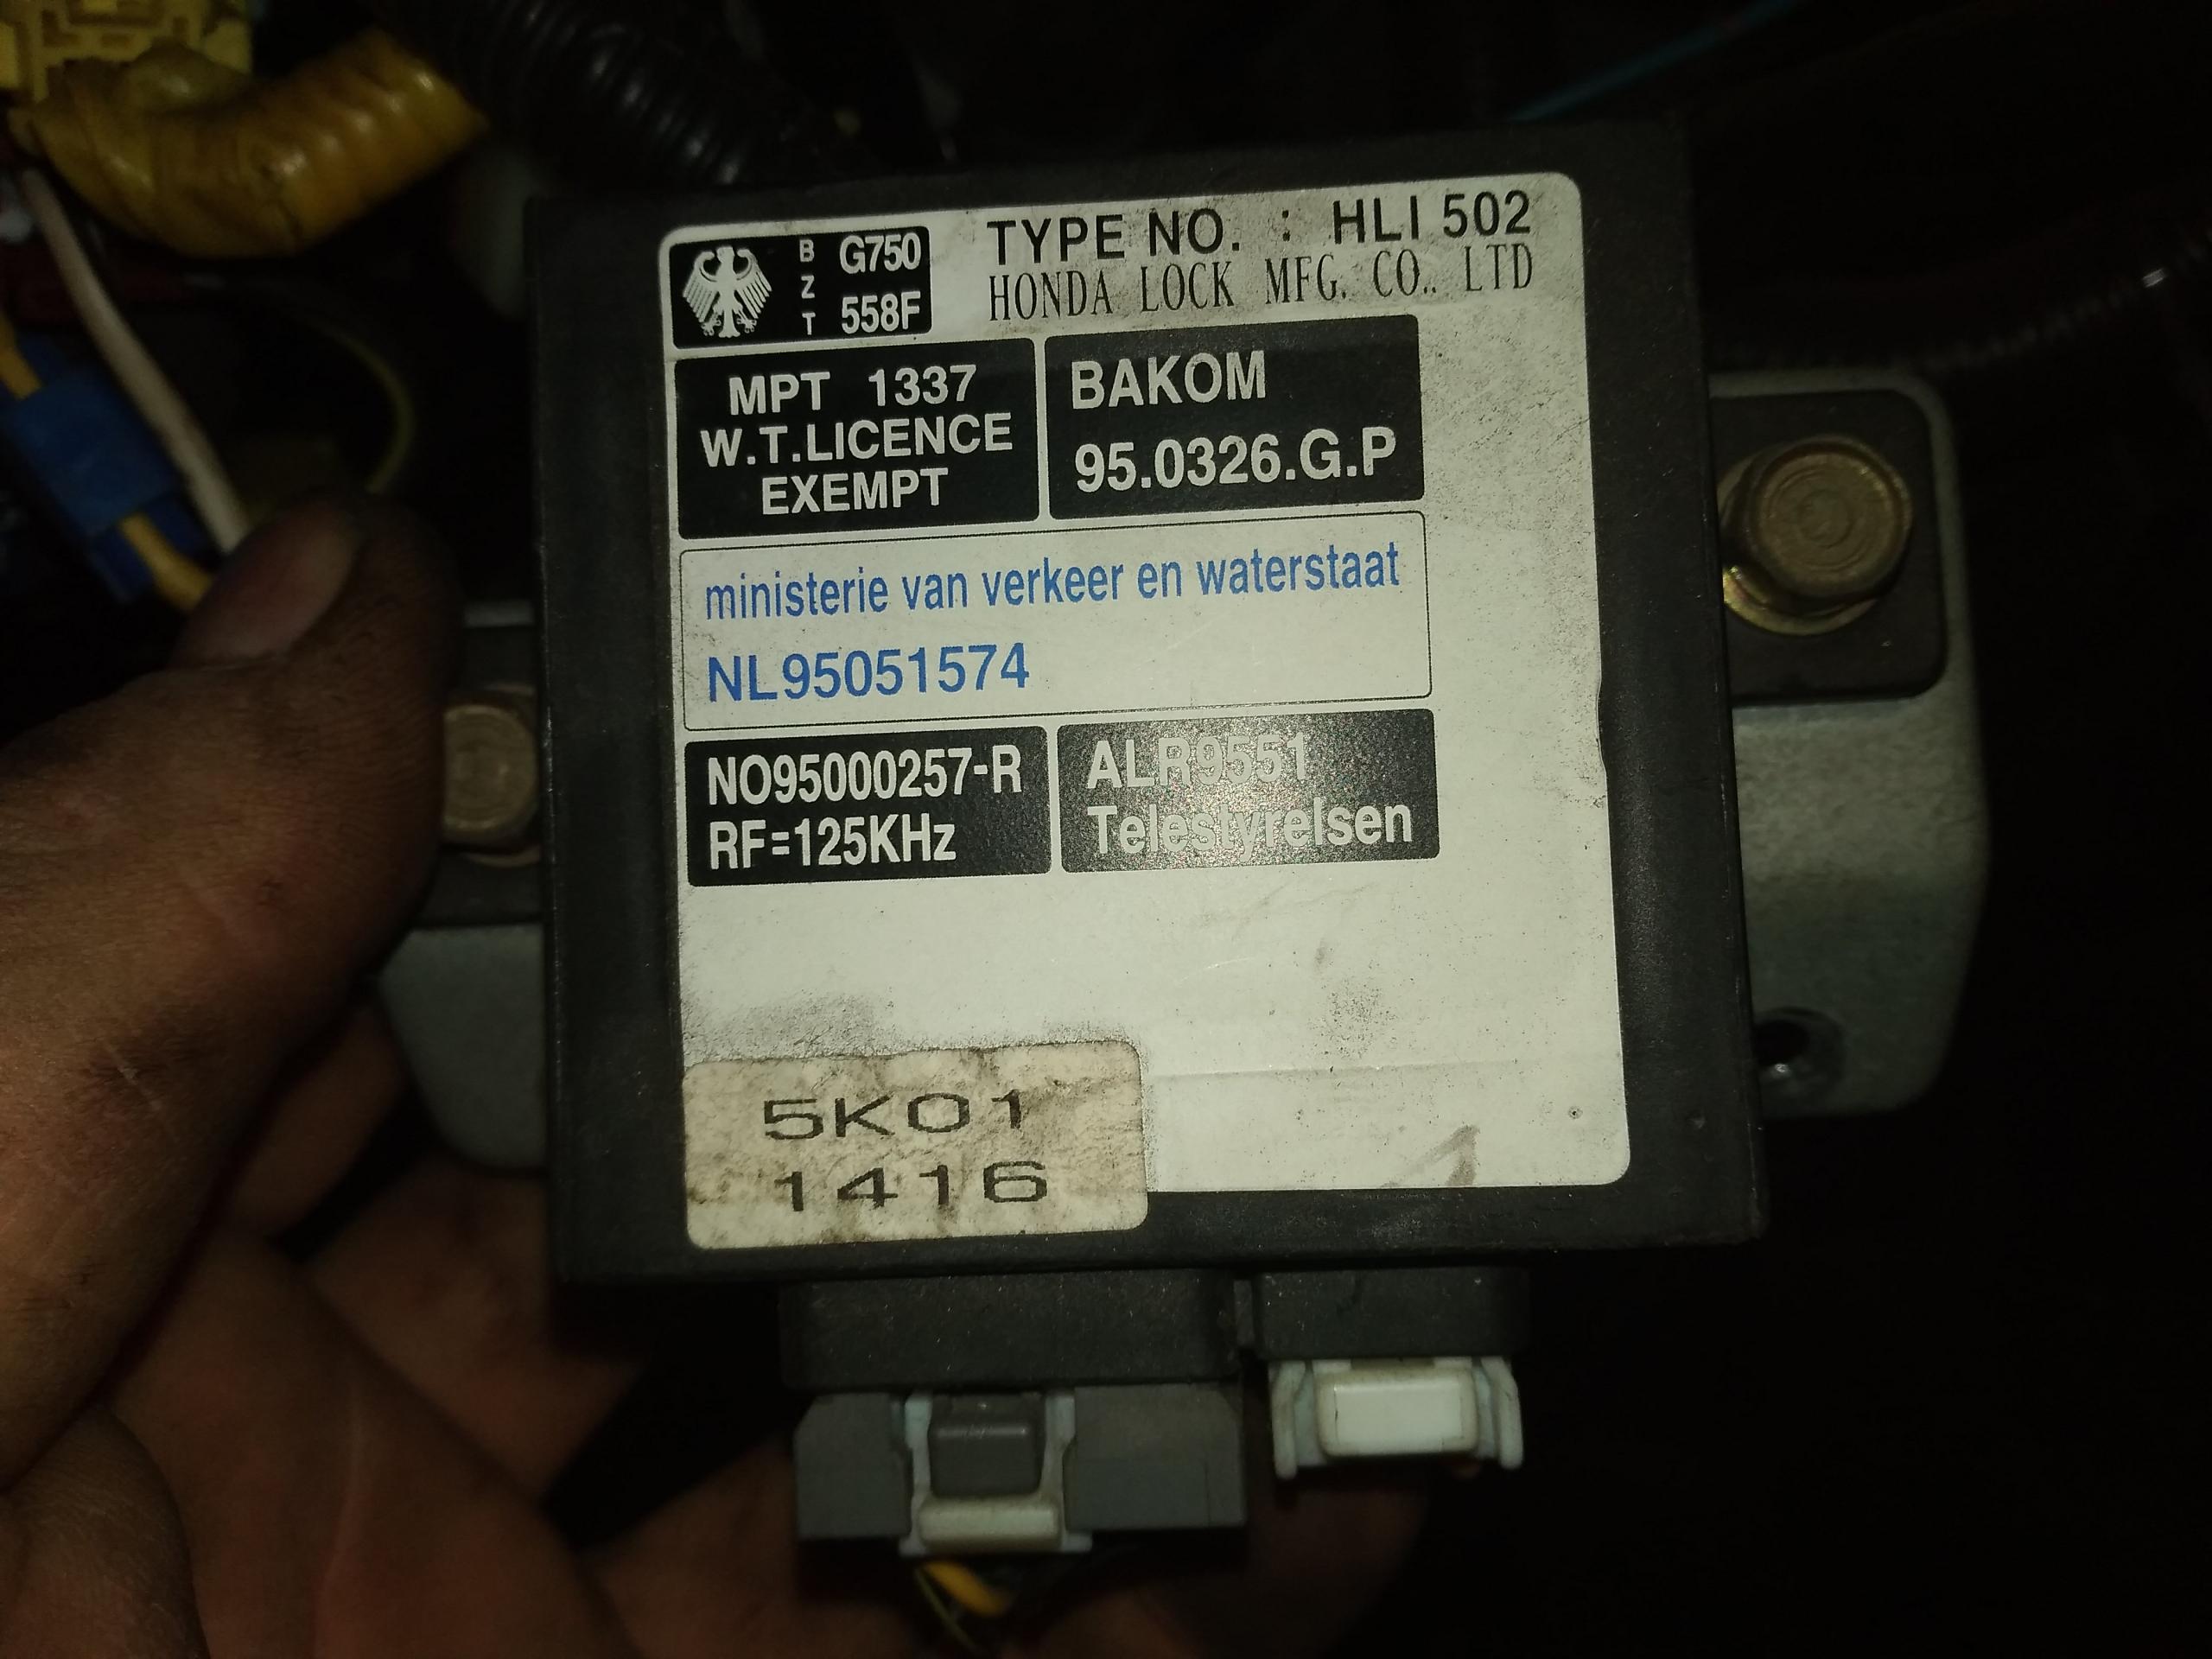 B Z T
G750
558F
TYPE NO. : HLI 502
HONDA LOCK MFG. CO., LTD
MPT 1337
W.T.LICENCE
EXEMPT
BAKOM
95.0326.G.P
ministerie van verkeer en waterstaat
NL95051574
NO95000257-R
RF=125KHz
ALR9551
Telestyrelsen
5K01
1416